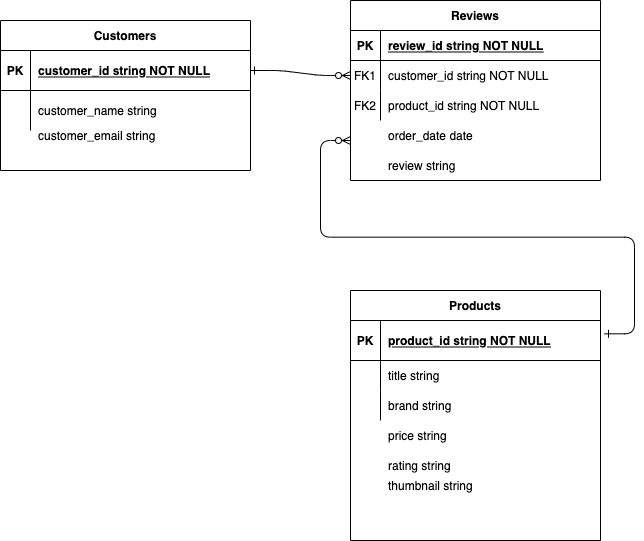 Customers
PK customer_id string NOT NULL
customer_name string
customer_email string
Reviews
PK review_id string NOT NULL
FK1 customer_id string NOT NULL
FK2 product_id string NOT NULL
order_date date
review string
Products
PK product_id string NOT NULL
title string
brand string
price string
rating string
thumbnail string